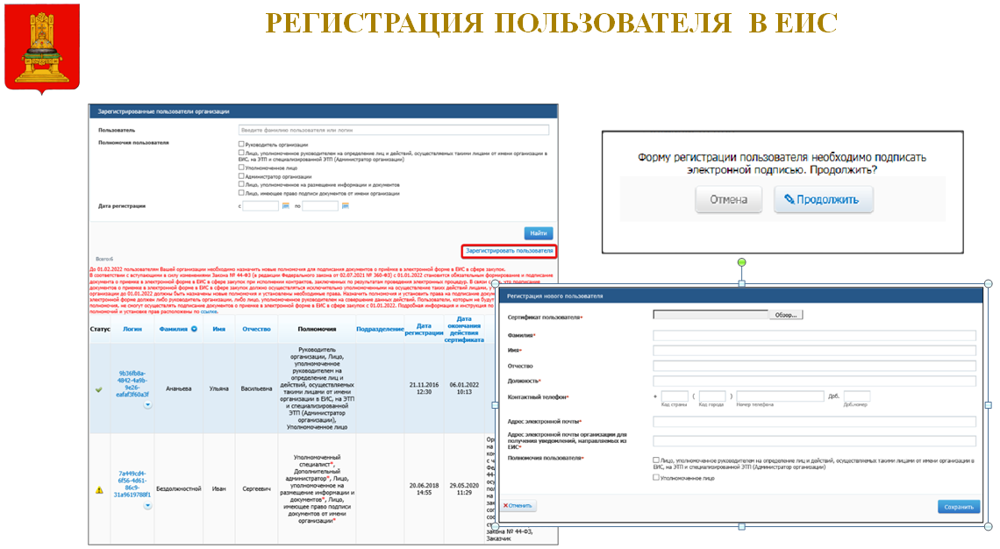 РЕГИСТРАЦИЯ ПОЛЬЗОВАТЕЛЯ В ЕИС
Зарегистрированные пользователи организации
Пользователь
Введите фамилию пользователя или логин
Полномочия пользователя
Руководитель организации
Лицо, уполномоченное руководителем на определение лиц и действий, осуществляемых такими лицами от имени организации в
ЕИС, на ЭТП и специализированной ЭТП (Администратор организации)
Уполномоченное лицо
Администратор организации
Лицо, уполномоченное на размещение информации и документов
Лицо, имеющее право подписи документов от имени организации
Дата регистрации
с по
Найти
Зарегистрировать пользователя
Всего:6
До 01.02.2022 пользователям Вашей организации необходимо назначить новые полномочия для подписания документов о приёмке в электронной форме в ЕИС в сфере закупок.
В соответствии с вступающими в силу изменениями Закона № 44-ФЗ (в редакции Федерального закона от 02.07.2021 № 360-ФЗ) с 01.01.2022 становится обязательным формирование и подписание
документа о приемке в электронной форме в ЕИС в сфере закупок при исполнении контрактов, заключенных по результатам проведения электронных процедур. В связи с
что подписание
документов о приемке в электронной форме в ЕИС в сфере закупок должно осуществляться исключительно уполномоченными на осуществление таких действий лицами, у
организации до 01.01.2022 должны быть назначены новые полномочия и установлены необходимые права. Назначить полномочия и установить права на подписание доку
электронной форме должен либо руководитель организации, либо лицо, уполномоченное руководителем на совершение данных действий. Пользователи, которым не будут
полномочия, не смогут осуществлять подписание документов о приемке в электронной форме в ЕИС в сфере закупок с 01.01.2022. Подробная информация и инструкция по
полномочий и установке прав расположены по ссылке.
Статус Логин Фамилия Имя Отчество Полномочия Подразделение Дата регистрации Дата окончания действия сертификата
9b36fb8a-
4842-4a9b-
9e26-
eafaf3f60a3f
Ананьева
Ульяна
Васильевна
Руководитель
организации, Лицо,
уполномоченное
руководителем на
определение лиц и
действий, осуществляемых
такими лицами от имени
организации в ЕИС, на ЭТП
и специализированной
ЭТП (Администратор
организации),
Уполномоченное лицо
21.11.2016
12:30
06.01.2022
10:13
7a449cd4-
6f56-4d61-
86c9-
31a9619788f1
Бездолжностной
Иван
Сергеевич
Уполномоченный
специалист*,
Дополнительный
администратор*, Лицо,
уполномоченное на
размещение информации и
документов*, Лицо,
имеющее право подписи
документов от имени
организации*
20.06.2018
14:55
29.05.2020
11:29
закона № 44-ФЗ,
Заказчик
Форму регистрации пользователя необходимо подписать
электронной подписью. Продолжить?
Отмена
Продолжить
Регистрация нового пользователя
Сертификат пользователя*
Обзор...
Фамилия*
Имя*
Отчество
Должность*
Контактный телефон*
+ ( ) Доб.
Код страны Код города Номер телефона Доб.номер
Адрес электронной почты*
Адрес электронной почты организации для
получения уведомлений, направляемых из
ЕИС*
Полномочия пользователя*
Лицо, уполномоченное руководителем на определение лиц и действий, осуществляемых такими лицами от имени организации в
ЕИС, на ЭТП и специализированной ЭТП (Администратор организации)
Уполномоченное лицо
Отменить
Сохранить